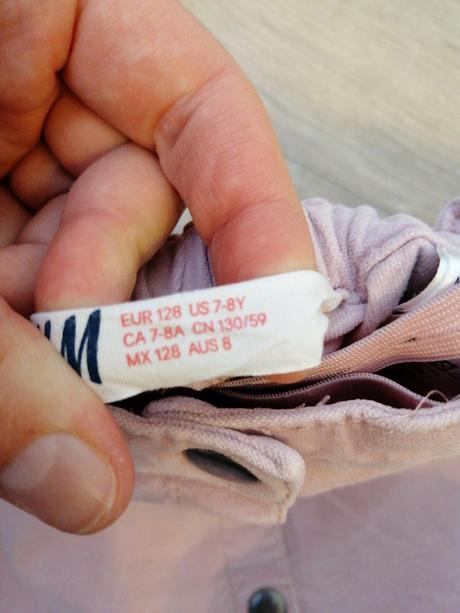 EUR 128 US 7-8Y
CA 7-8A CN 130/59
MX 128 AUS 8